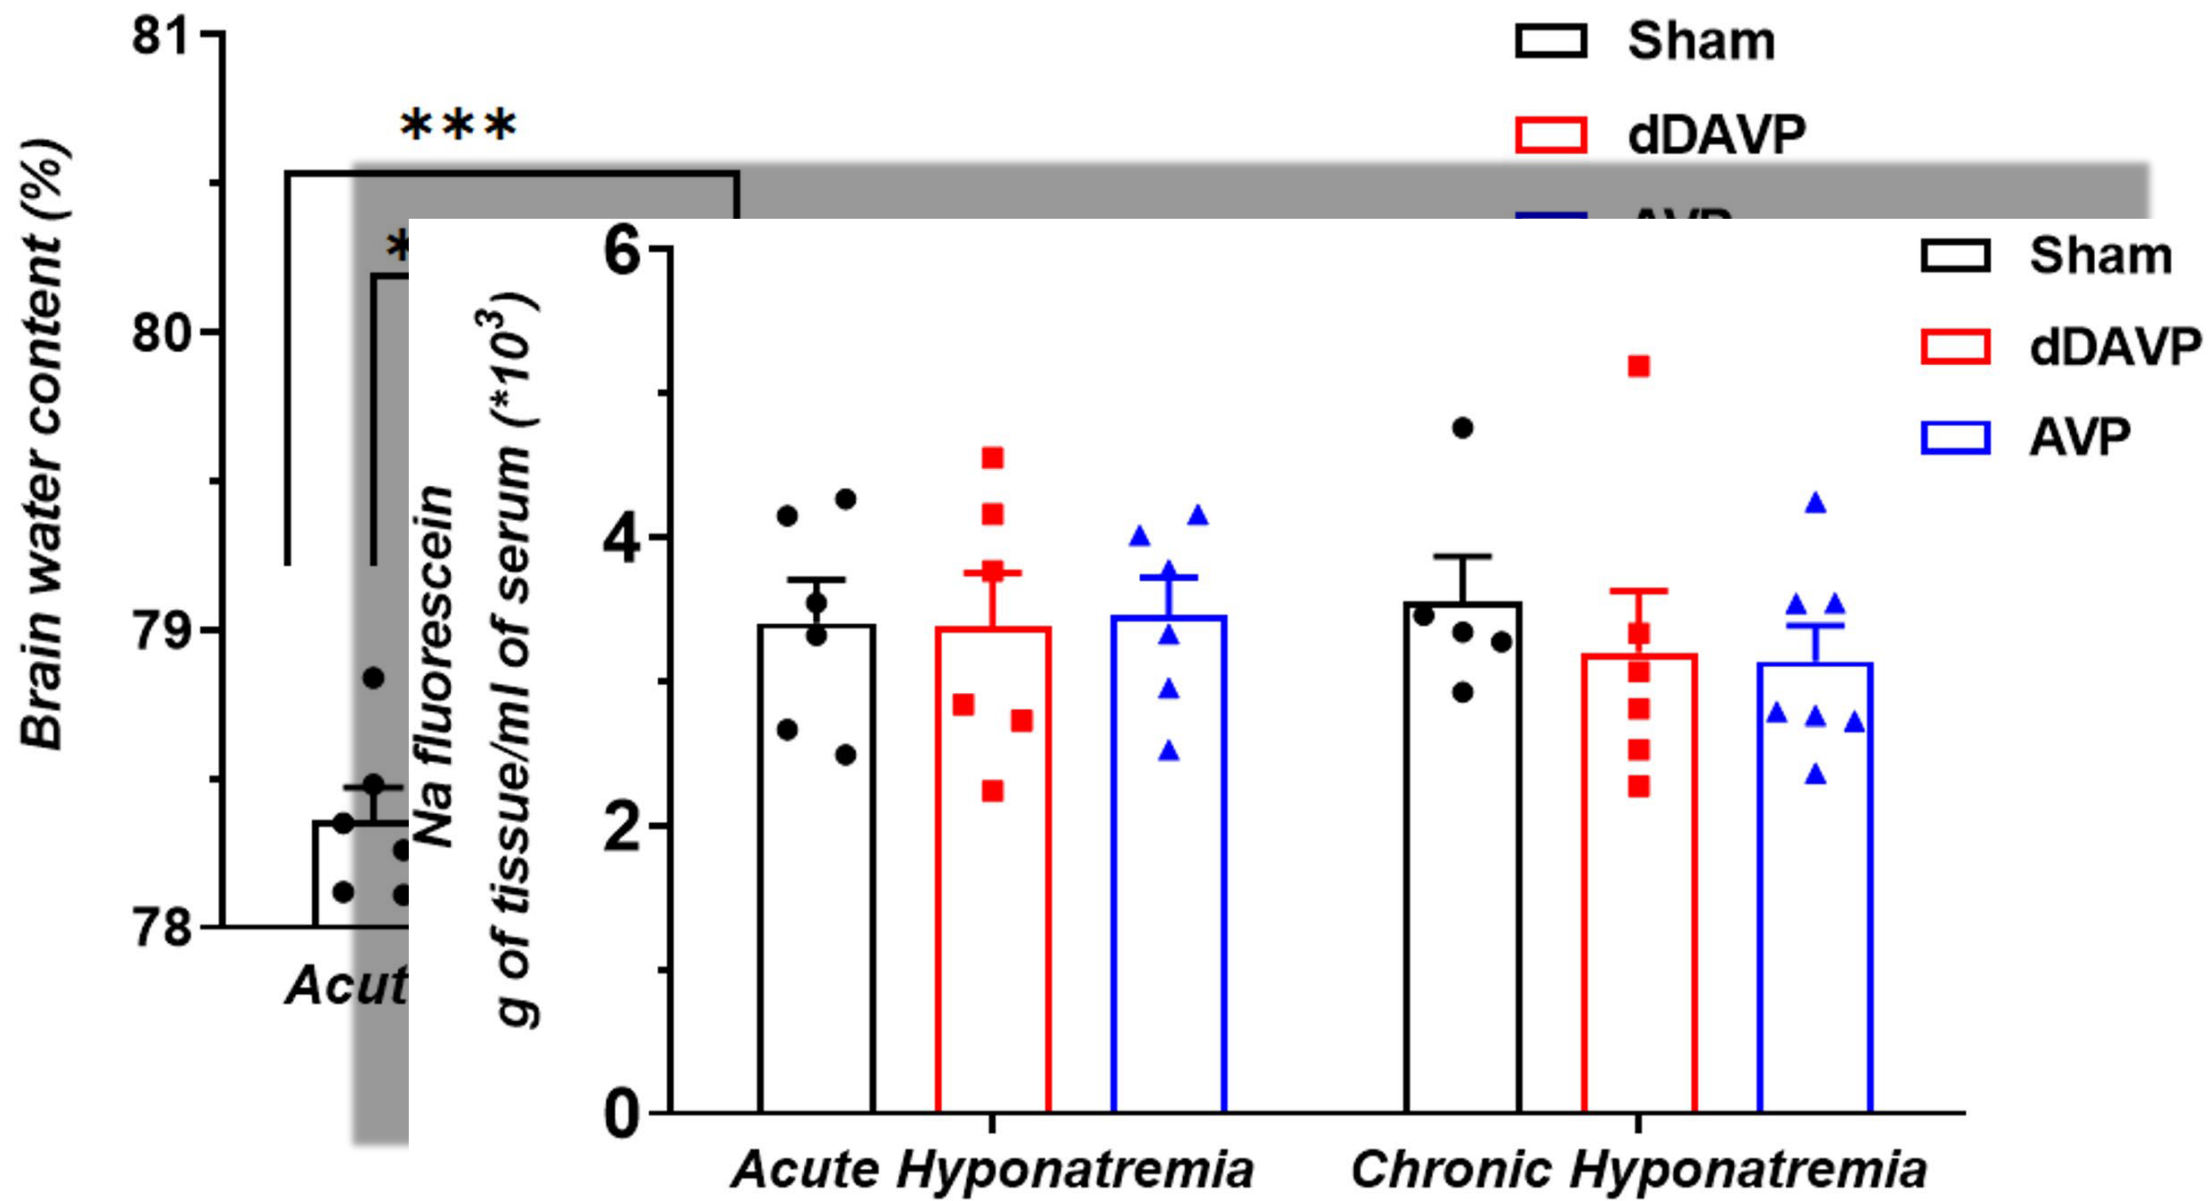 81
80
79
78
Brain water content (%)
***
*
Sham
dDAVP
AVP
Acut
6
4
2
0
Na fluorescein
g of tissue/ml of serum (*10³)
Sham
dDAVP
AVP
Acute Hyponatremia
Chronic Hyponatremia